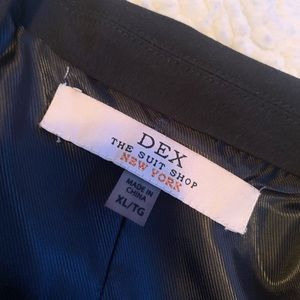 DEX
THE SUIT SHOP
NEW YORK
MADE IN
CHINA
XL/TG